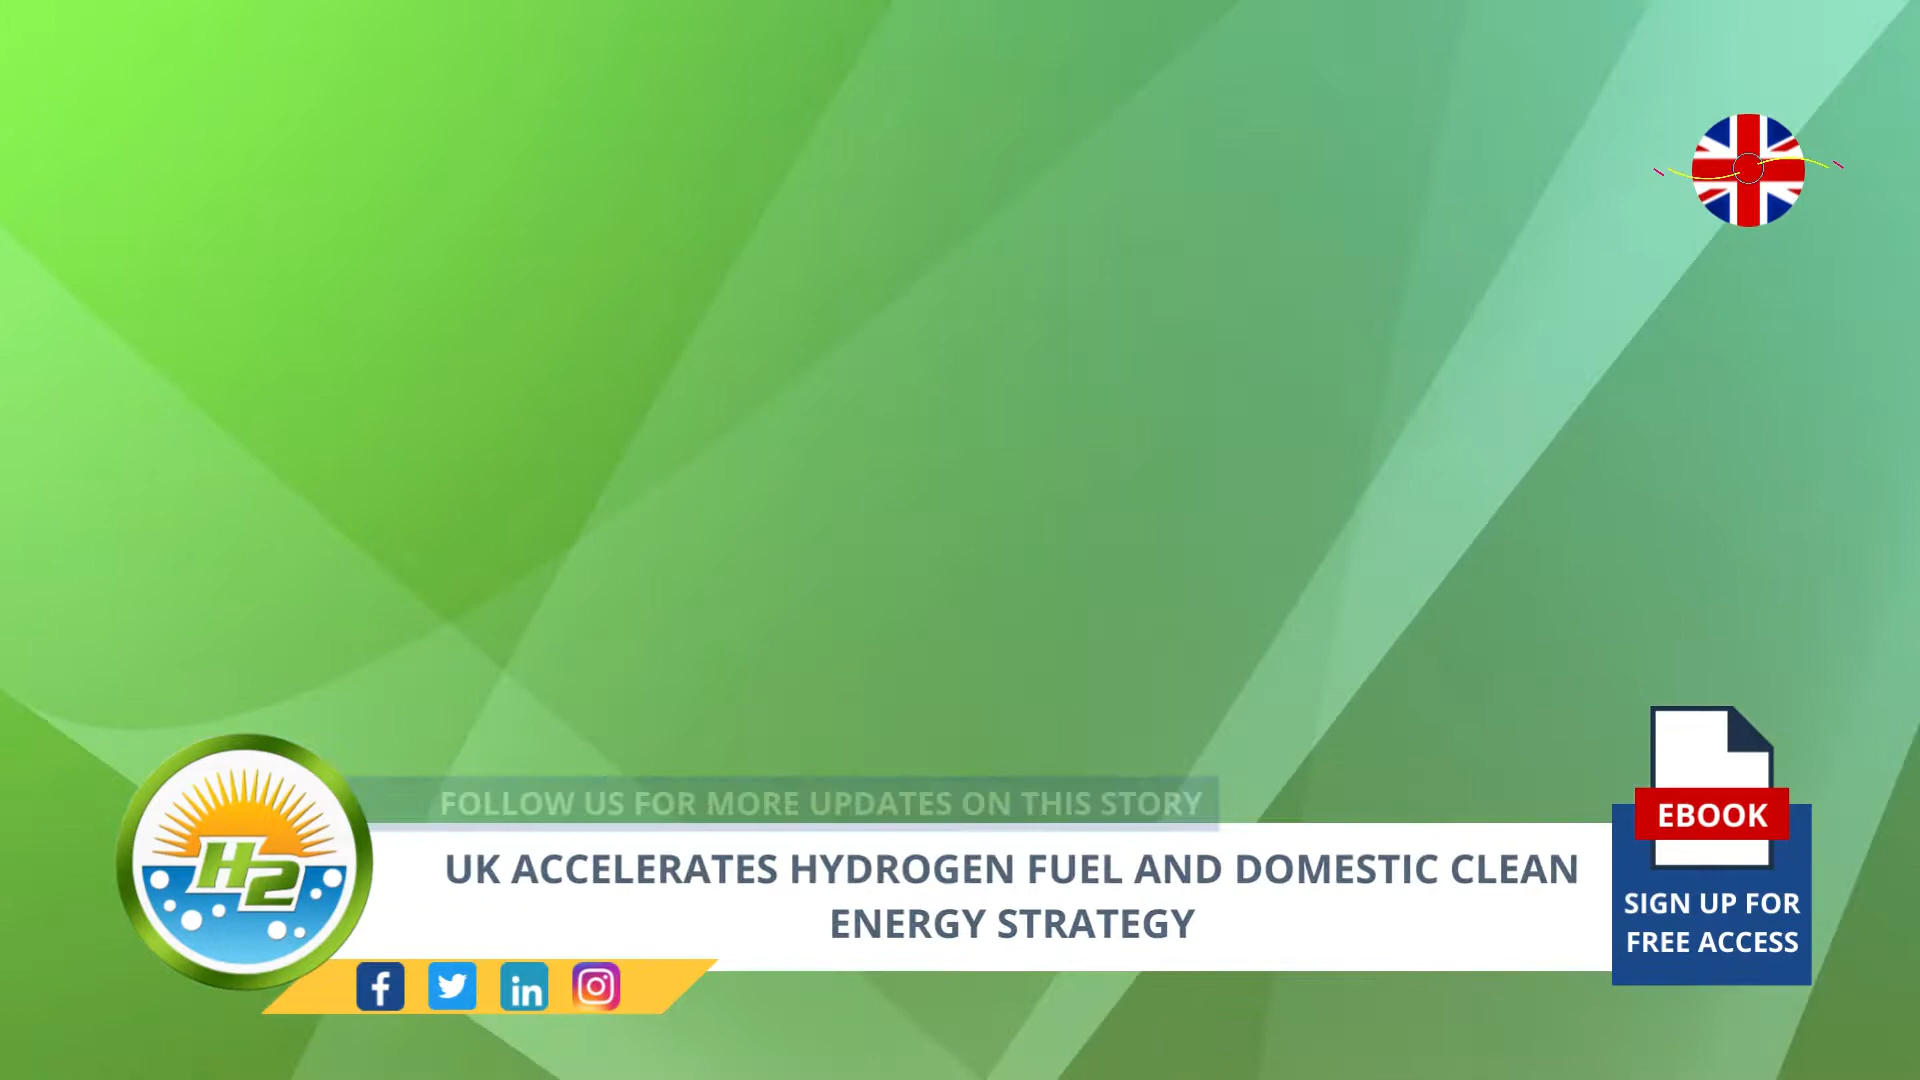 FOLLOW US FOR MORE UPDATES ON THIS STORY
UK ACCELERATES HYDROGEN FUEL AND DOMESTIC CLEAN
ENERGY STRATEGY
H2
EBOOK
SIGN UP FOR
FREE ACCESS
f
in